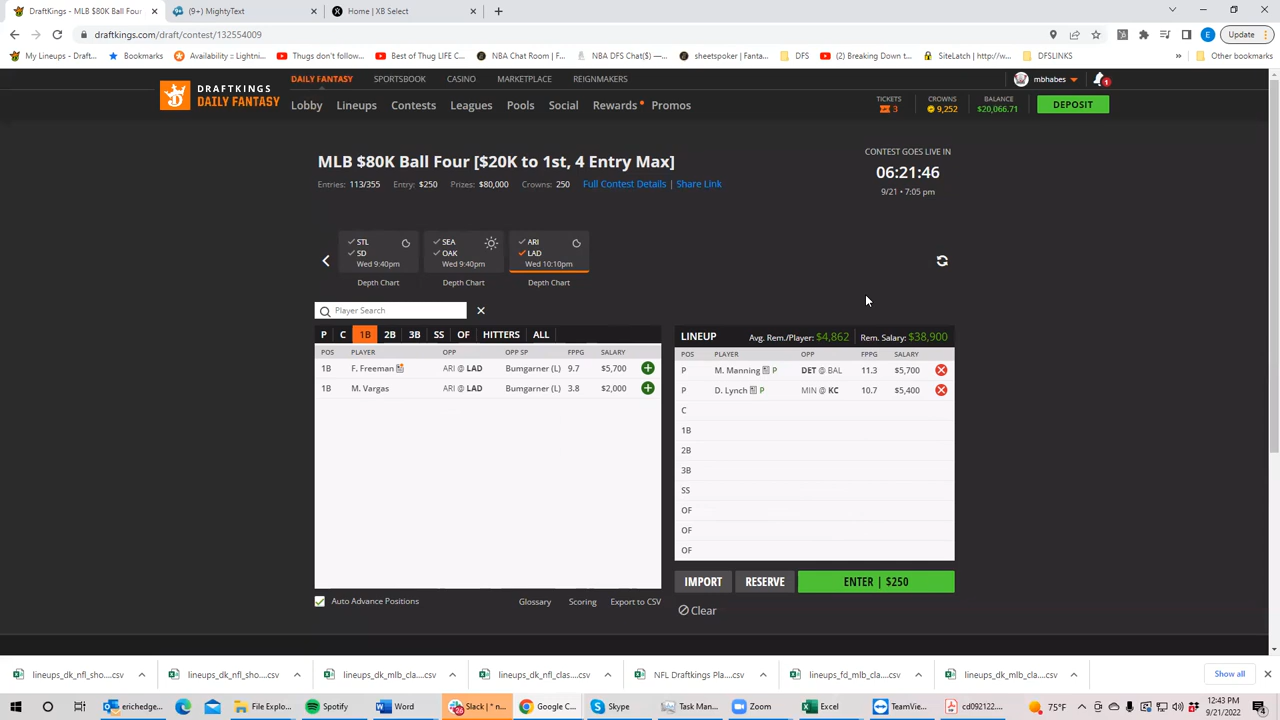 DraftKings - MLB $80K Ball Four
(9+) MightyText
Home | XB Select
draftkings.com/draft/contest/132554009
E Update
My Lineups - Dr... Bookmarks Availability :: Lightni... Thugs don't follow... Best of Thug LIFE C... NBA Chat Room | F... NBA DFS Chat($) —... sheetspoker | Fanta... DFS (2) Breaking Down t... SiteLatch | http://w... DFSLINKS » Other bookmarks
DRAFTKINGS
DAILY FANTASY
DAILY FANTASY SPORTSBOOK CASINO MARKETPLACE REIGNMAKERS
mbhabes 1
Lobby Lineups Contests Leagues Pools Social Rewards Promos
TICKETS CROWNS BALANCE
3 9,252 $20,066.71
DEPOSIT
MLB $80K Ball Four [$20K to 1st, 4 Entry Max]
Entries: 113/355 Entry: $250 Prizes: $80,000 Crowns: 250 Full Contest Details | Share Link
CONTEST GOES LIVE IN
06:21:46
9/21 • 7:05 pm
STL
SD
Wed 9:40pm
Depth Chart
SEA
OAK
Wed 9:40pm
Depth Chart
ARI
LAD
Wed 10:10pm
Depth Chart
Player Search
P C 1B 2B 3B SS OF HITTERS ALL
POS PLAYER OPP OPP SP FPPG SALARY
1B F. Freeman ARI @ LAD Bumgarner (L) 9.7 $5,700
1B M. Vargas ARI @ LAD Bumgarner (L) 3.8 $2,000
LINEUP Avg. Rem./Player: $4,862 Rem. Salary: $38,900
POS PLAYER OPP FPPG SALARY
P M. Manning P DET @ BAL 11.3 $5,700
P D. Lynch P MIN @ KC 10.7 $5,400
C
1B
2B
3B
SS
OF
OF
OF
IMPORT RESERVE ENTER | $250
Auto Advance Positions Glossary Scoring Export to CSV
Clear
lineups_dk_nfl_sho....csv lineups_dk_nfl_sho....csv lineups_dk_mlb_cla....csv lineups_dk_nfl_clas....csv NFL Draftkings Pla....csv lineups_fd_mlb_cla....csv lineups_dk_mlb_cla....csv Show all
erichedge... File Explo... Spotify Word Slack | * n... Google C... Skype Task Man... Zoom Excel TeamVie... cd092122... 75°F 12:43 PM
9/21/2022 4